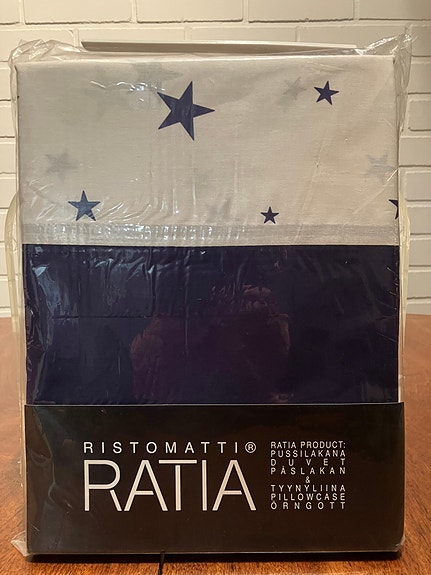 RISTOMATTI®
RATIA
RATIA PRODUCT:
PUSSILAKANA
DUVET
PÅSLAKAN
&
TYYNYLIINA
PILLOWCASE
ÖRNGOTT